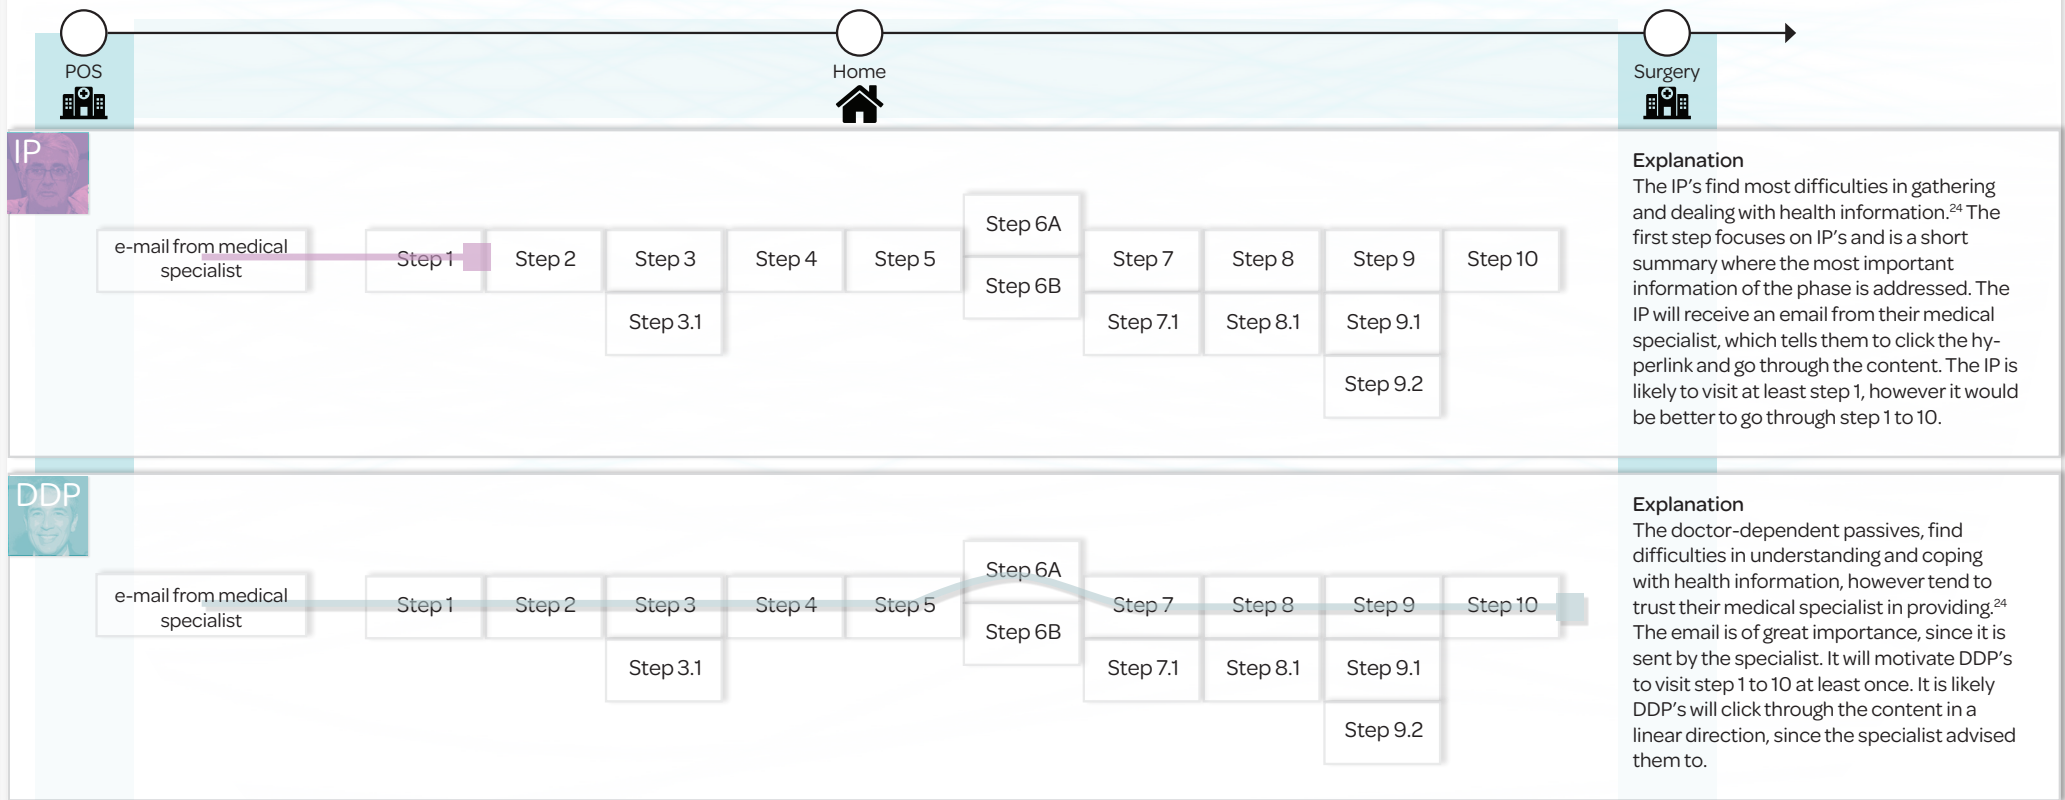 POS
Home
Surgery
IP
e-mail from medical
specialist
Step 1
Step 2
Step 3
Step 4
Step 5
Step 6A
Step 6B
Step 7
Step 8
Step 9
Step 10
Step 3.1
Step 7.1
Step 8.1
Step 9.1
Step 9.2
Explanation
The IP's find most difficulties in gathering
and dealing with health information.24 The
first step focuses on IP's and is a short
summary where the most important
information of the phase is addressed. The
IP will receive an email from their medical
specialist, which tells them to click the hy-
perlink and go through the content. The IP is
likely to visit at least step 1, however it would
be better to go through step 1 to 10.
DDP
e-mail from medical
specialist
Step 1
Step 2
Step 3
Step 4
Step 5
Step 6A
Step 6B
Step 7
Step 8
Step 9
Step 10
Step 3.1
Step 7.1
Step 8.1
Step 9.1
Step 9.2
Explanation
The doctor-dependent passives, find
difficulties in understanding and coping
with health information, however tend to
trust their medical specialist in providing.24
The email is of great importance, since it is
sent by the specialist. It will motivate DDP's
to visit step 1 to 10 at least once. It is likely
DDP's will click through the content in a
linear direction, since the specialist advised
them to.